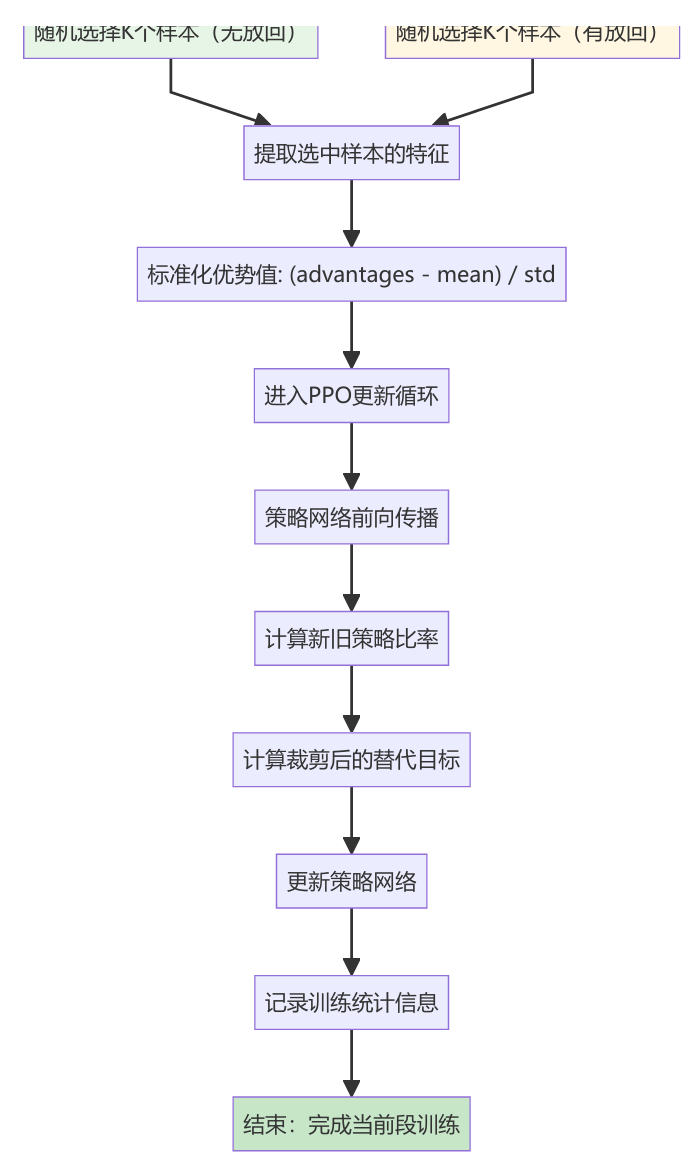 随机选择K个样本（无放回）
随机选择K个样本（有放回）
提取选中样本的特征
标准化优势值: (advantages - mean) / std
进入PPO更新循环
策略网络前向传播
计算新旧策略比率
计算裁剪后的替代目标
更新策略网络
记录训练统计信息
结束：完成当前段训练